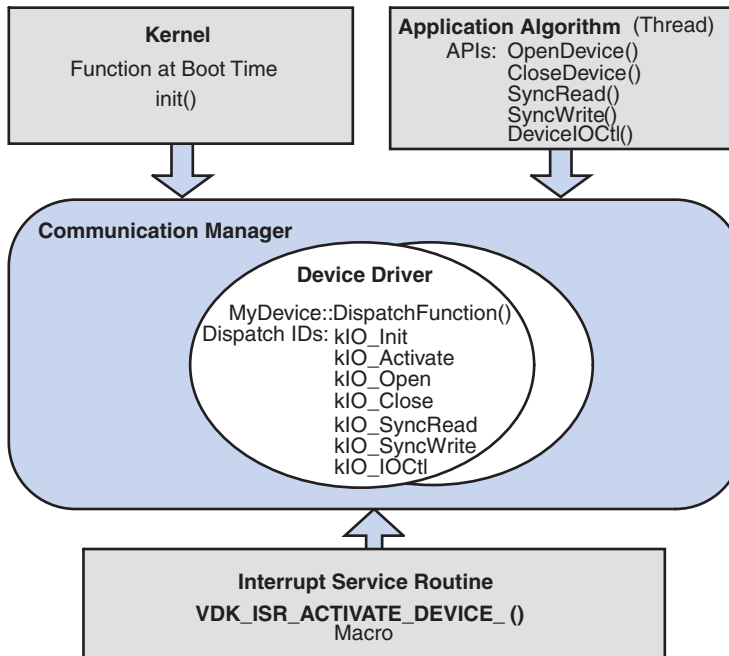 Kernel
Function at Boot Time
init()
Application Algorithm (Thread)
APIs: OpenDevice()
CloseDevice()
SyncRead()
SyncWrite()
DeviceIOCtl()
Communication Manager
Device Driver
MyDevice::DispatchFunction()
Dispatch IDs: kIO_Init
kIO_Activate
kIO_Open
kIO_Close
kIO_SyncRead
kIO_SyncWrite
kIO_IOCtl
Interrupt Service Routine
VDK_ISR_ACTIVATE_DEVICE_ ()
Macro